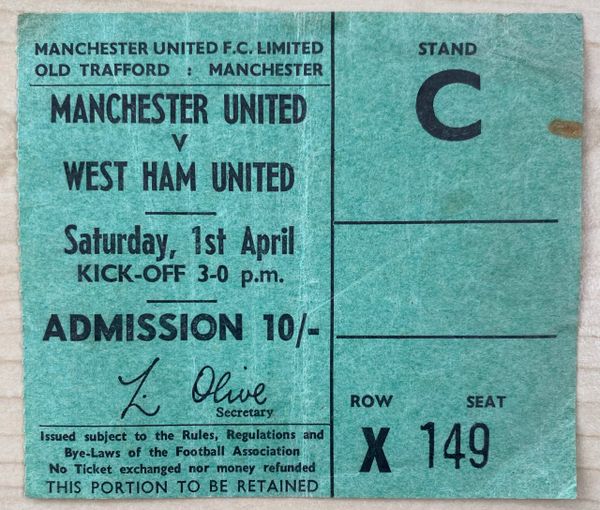 MANCHESTER UNITED F.C. LIMITED
OLD TRAFFORD : MANCHESTER
MANCHESTER UNITED
v
WEST HAM UNITED
Saturday, 1st April
KICK-OFF 3-0 p.m.
ADMISSION 10/-
L. Olive
Secretary
Issued subject to the Rules, Regulations and
Bye-Laws of the Football Association
No Ticket exchanged nor money refunded
THIS PORTION TO BE RETAINED
STAND
C
ROW SEAT
X 149